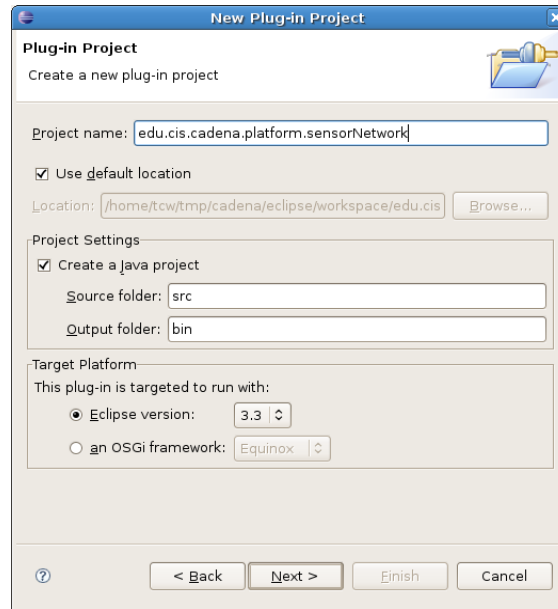 New Plug-in Project
Plug-in Project
Create a new plug-in project
Project name: edu.cis.cadena.platform.sensorNetwork
Use default location
Location: /home/tcw/tmp/cadena/eclipse/workspace/edu.cis Browse...
Project Settings
Create a Java project
Source folder: src
Output folder: bin
Target Platform
This plug-in is targeted to run with:
Eclipse version: 3.3
an OSGi framework: Equinox
? < Back Next > Finish Cancel